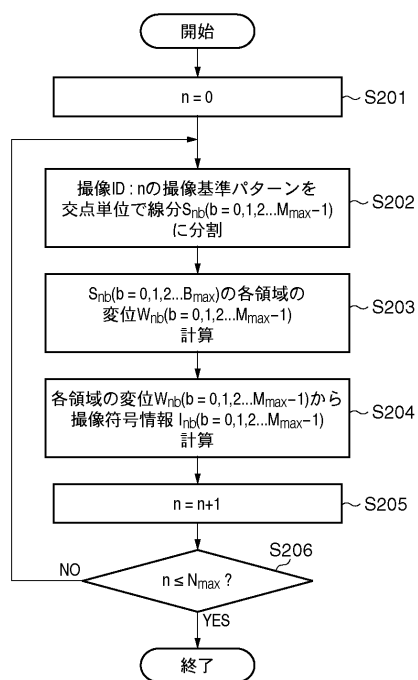 開始
n = 0
S201
撮像ID : nの撮像基準パターンを
交点単位で線分Snb(b = 0,1,2...Mmax−1)
に分割
S202
Snb(b = 0,1,2...Bmax)の各領域の
変位Wnb(b = 0,1,2...Mmax−1)
計算
S203
各領域の変位Wnb(b = 0,1,2...Mmax−1)から
撮像符号情報 Inb(b = 0,1,2...Mmax−1)
計算
S204
n = n+1
S205
S206
n ≤ Nmax ?
NO
YES
終了